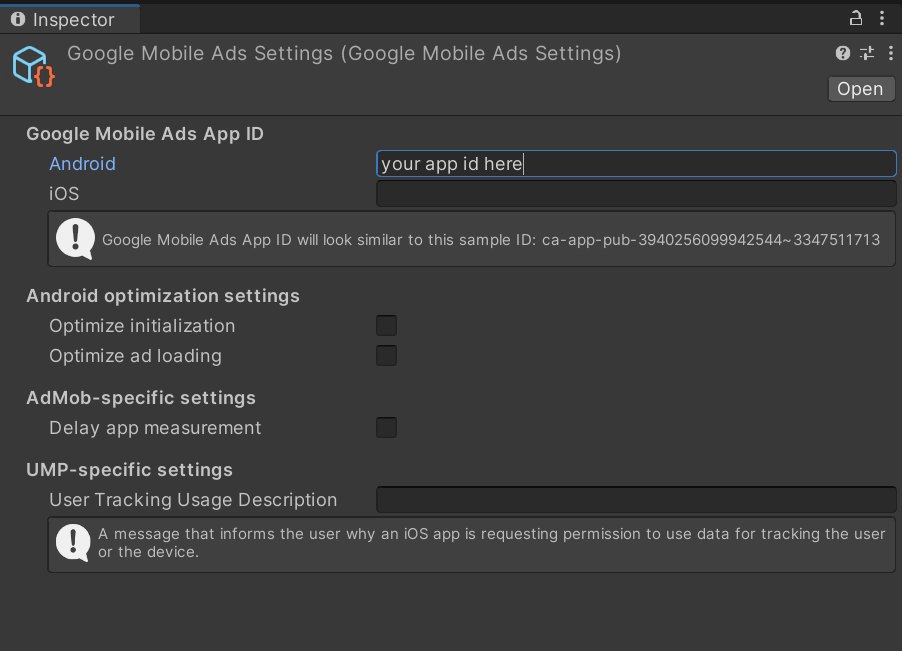 Inspector
Google Mobile Ads Settings (Google Mobile Ads Settings)
Open
Google Mobile Ads App ID
Android your app id here
iOS
Google Mobile Ads App ID will look similar to this sample ID: ca-app-pub-3940256099942544~3347511713
Android optimization settings
Optimize initialization
Optimize ad loading
AdMob-specific settings
Delay app measurement
UMP-specific settings
User Tracking Usage Description
A message that informs the user why an iOS app is requesting permission to use data for tracking the user
or the device.